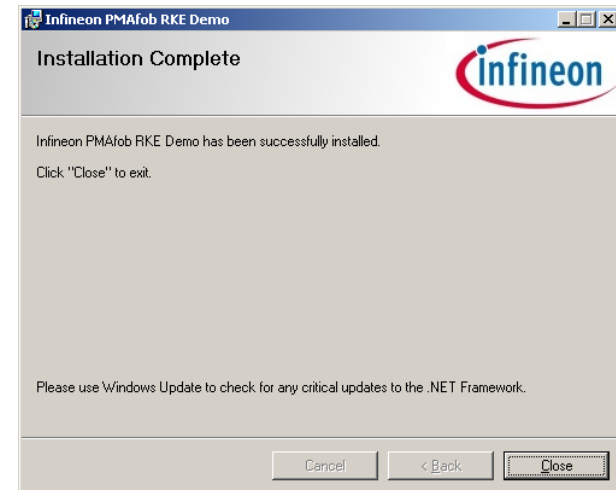 Infineon PMAfob RKE Demo
Installation Complete
infineon
Infineon PMAfob RKE Demo has been successfully installed.
Click "Close" to exit.
Please use Windows Update to check for any critical updates to the .NET Framework.
Cancel
< Back
Close